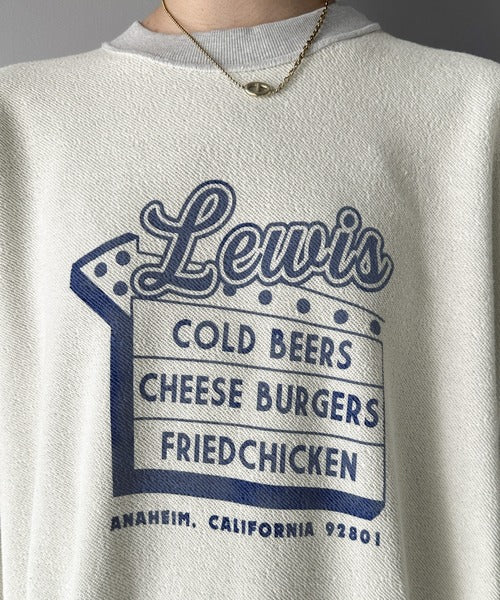 Lewis
COLD BEERS
CHEESE BURGERS
FRIEDCHICKEN
ANAHEIM, CALIFORNIA 92801